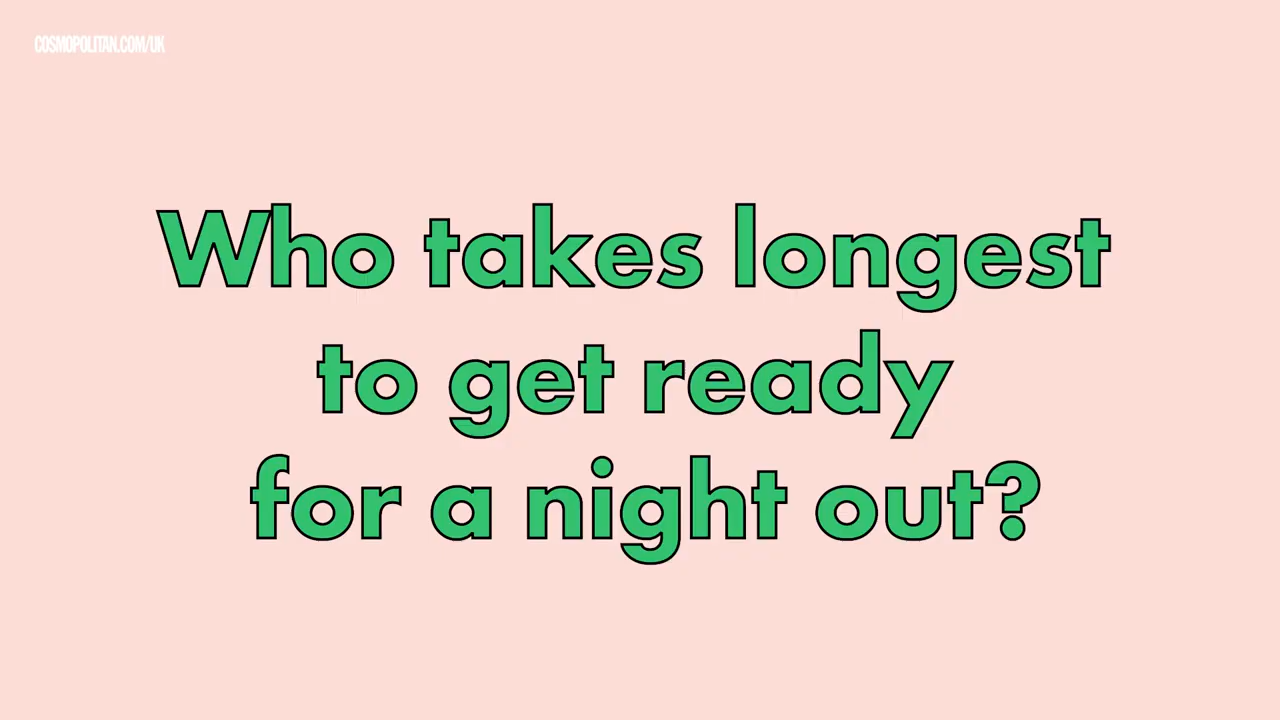 COSMOPOLITAN.COM/UK
Who takes longest
to get ready
for a night out?